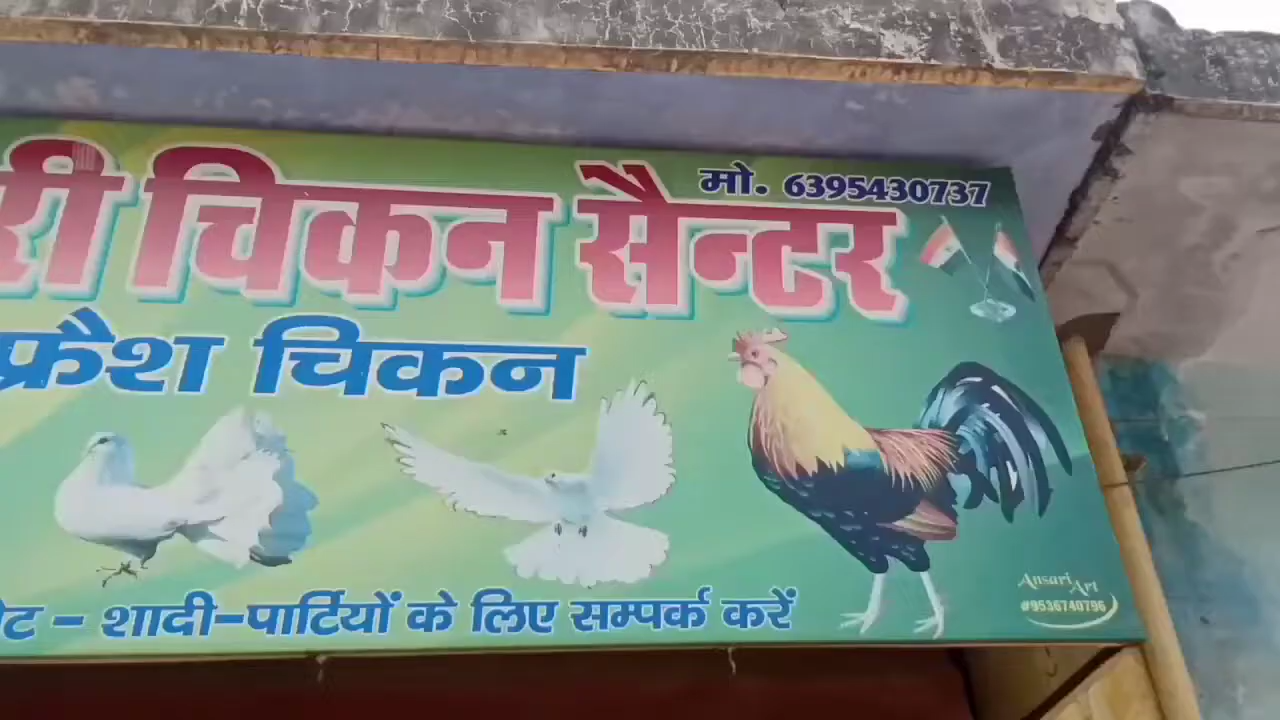 मो. 6395430737
री चिकन सैन्टर
फ्रैश चिकन
नोट – शादी-पार्टियों के लिए सम्पर्क करें
Ansari Art
#9536740796